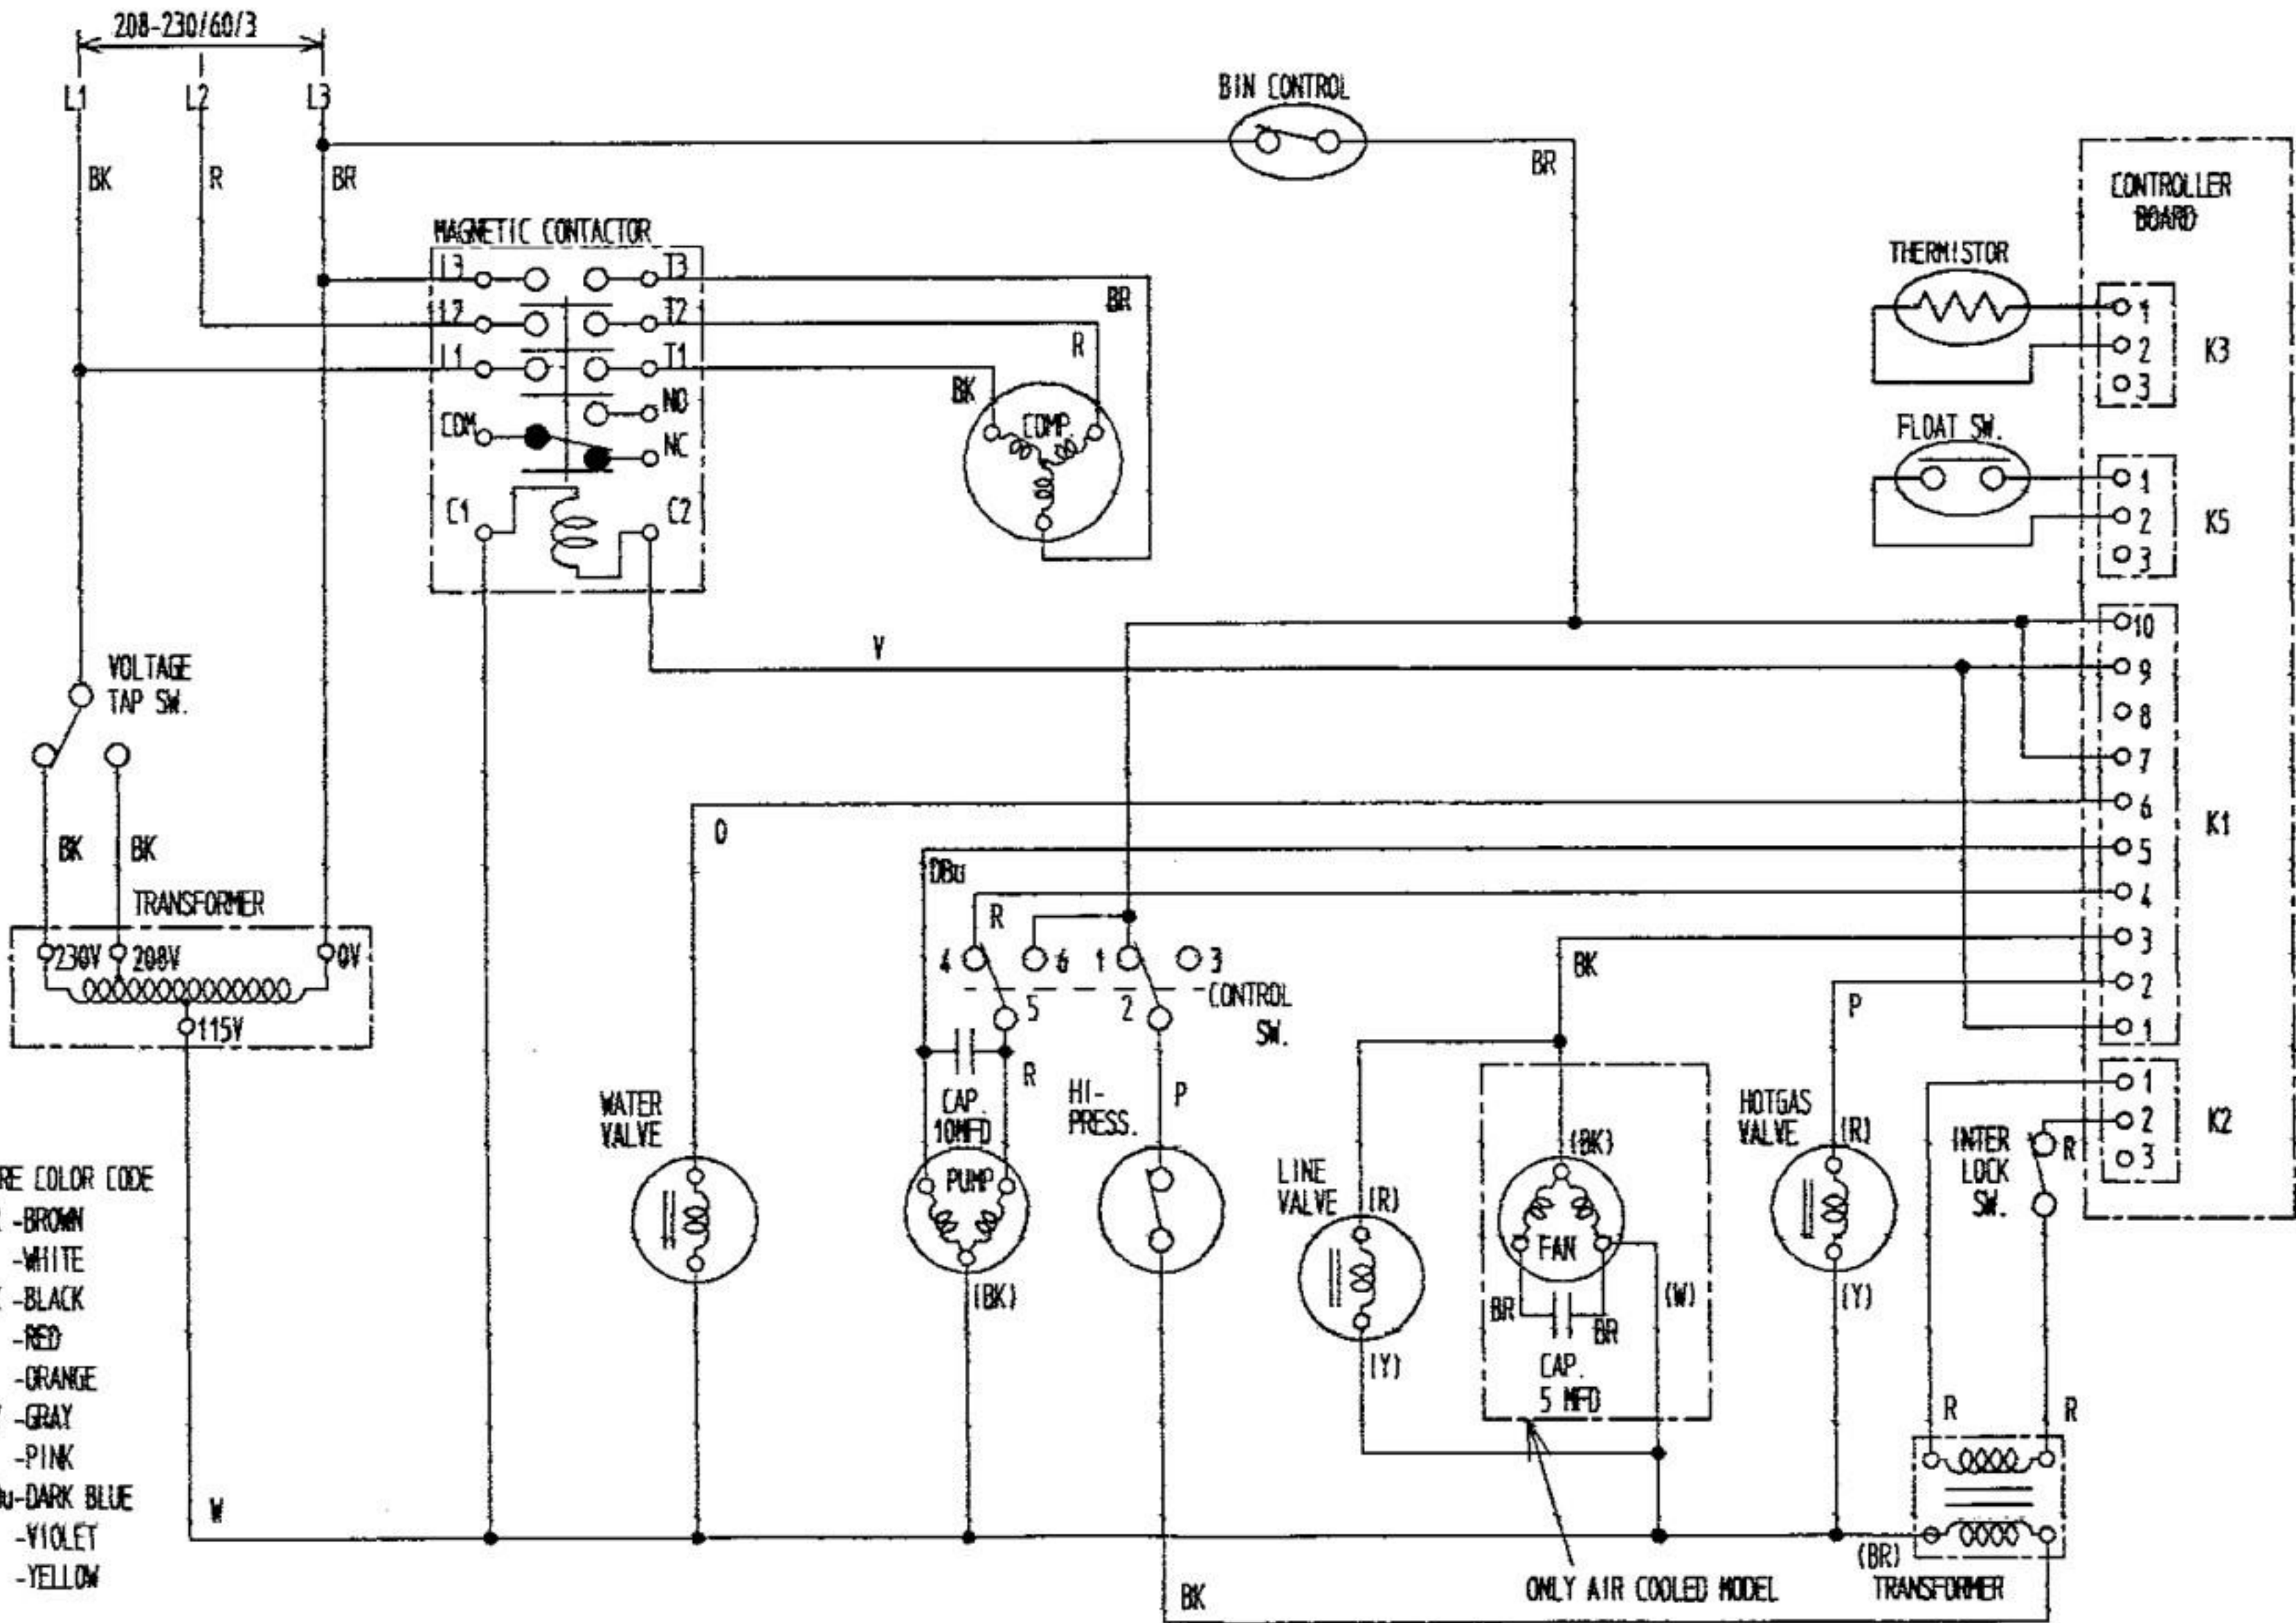 208-230/60/3
L1 L2 L3
BK R BR
BIN CONTROL
BR
CONTROLLER
BOARD
MAGNETIC CONTACTOR
L3 T3
L2 T2
L1 T1
COM NO
NC
C1 C2
BR
R
BK
COMP.
THERMISTOR
1
2
3
K3
FLOAT SW.
1
2
3
K5
V
10
9
8
7
6
5
4
3
2
1
K1
VOLTAGE
TAP SW.
BK BK
TRANSFORMER
230V 208V 0V
115V
O
DBu
R
4 6 1 3
5 2
CONTROL
SW.
BK
P
1
2
3
K2
WATER
VALVE
CAP.
10MFD
R
PUMP
(BK)
HI-
PRESS.
P
LINE
VALVE
(R)
(Y)
(BK)
FAN
BR BR
(W)
CAP.
5 MFD
HOTGAS
VALVE
(R)
(Y)
INTER
LOCK
SW.
R
R R
RE COLOR CODE
-BROWN
-WHITE
-BLACK
-RED
-ORANGE
-GRAY
-PINK
u-DARK BLUE
-VIOLET
-YELLOW
W
BK
ONLY AIR COOLED MODEL
(BR)
TRANSFORMER